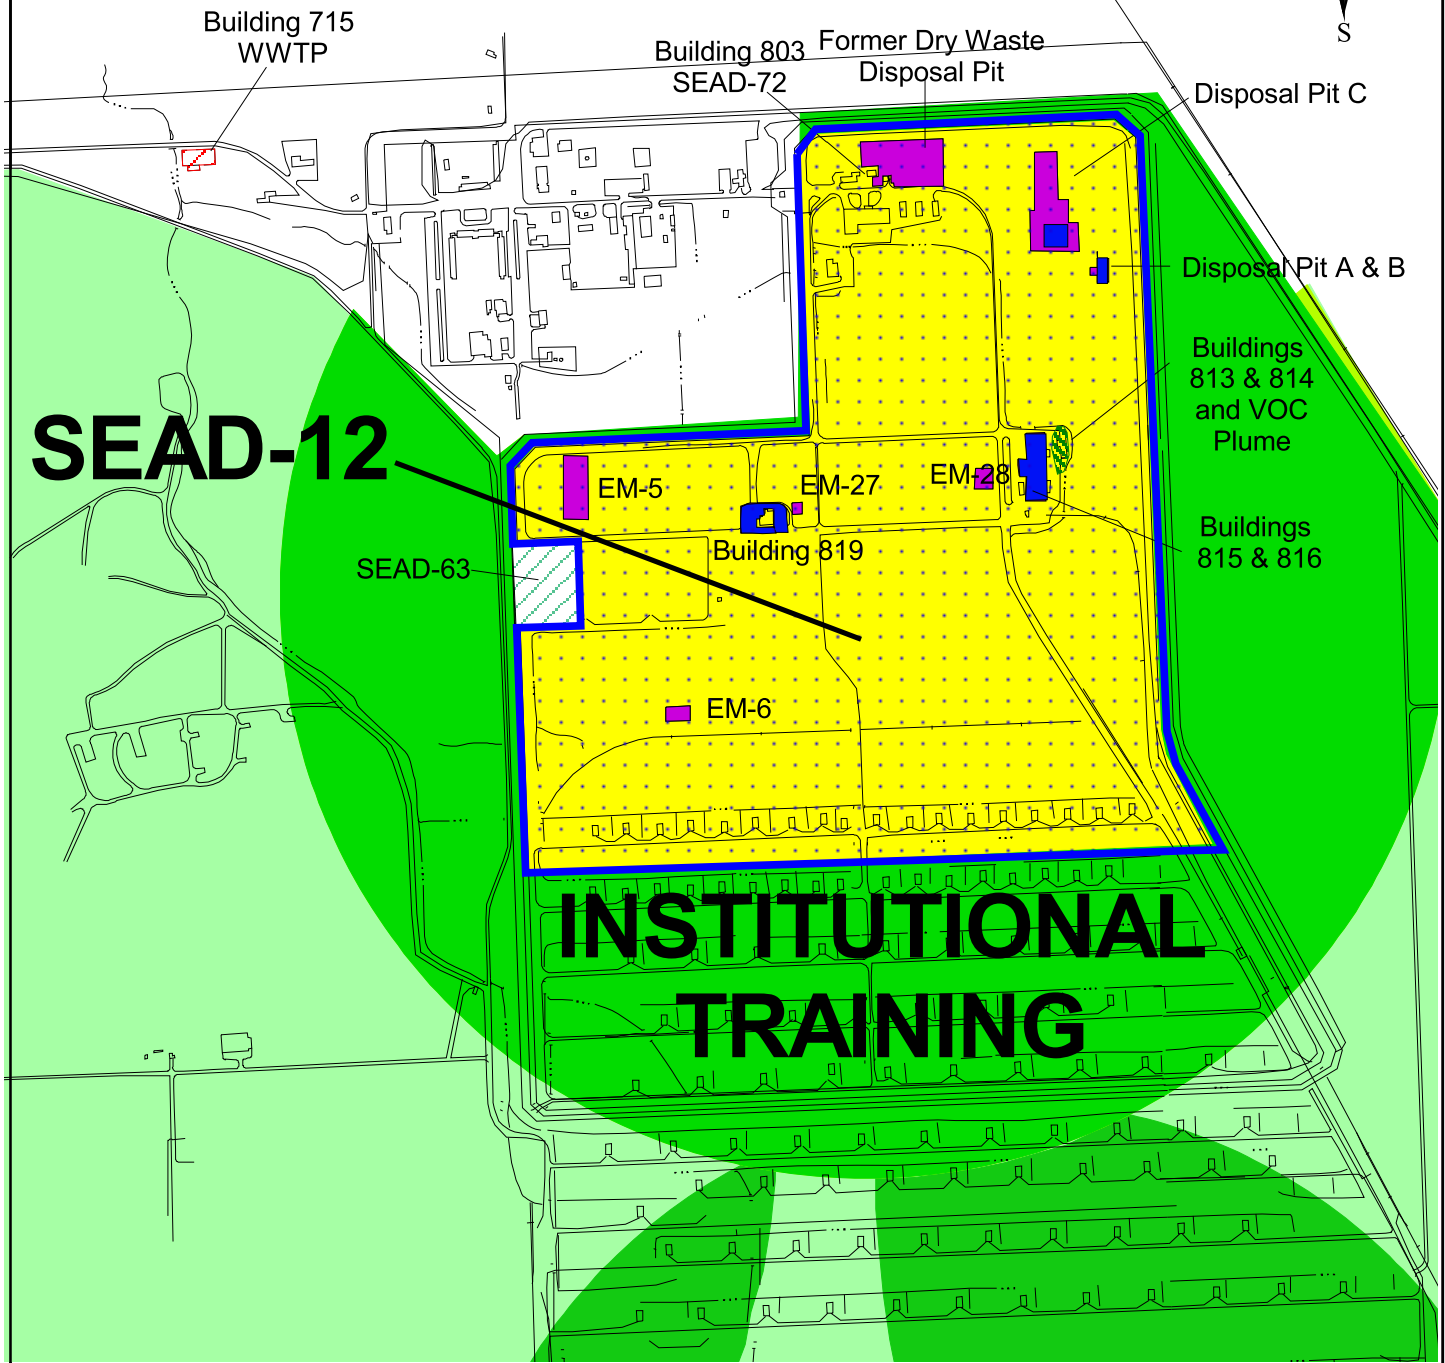 S
Building 715
WWTP
Building 803
SEAD-72
Former Dry Waste
Disposal Pit
Disposal Pit C
Disposal Pit A & B
Buildings
813 & 814
and VOC
Plume
SEAD-12
EM-5
EM-27
EM-28
Building 819
Buildings
815 & 816
SEAD-63
EM-6
INSTITUTIONAL
TRAINING